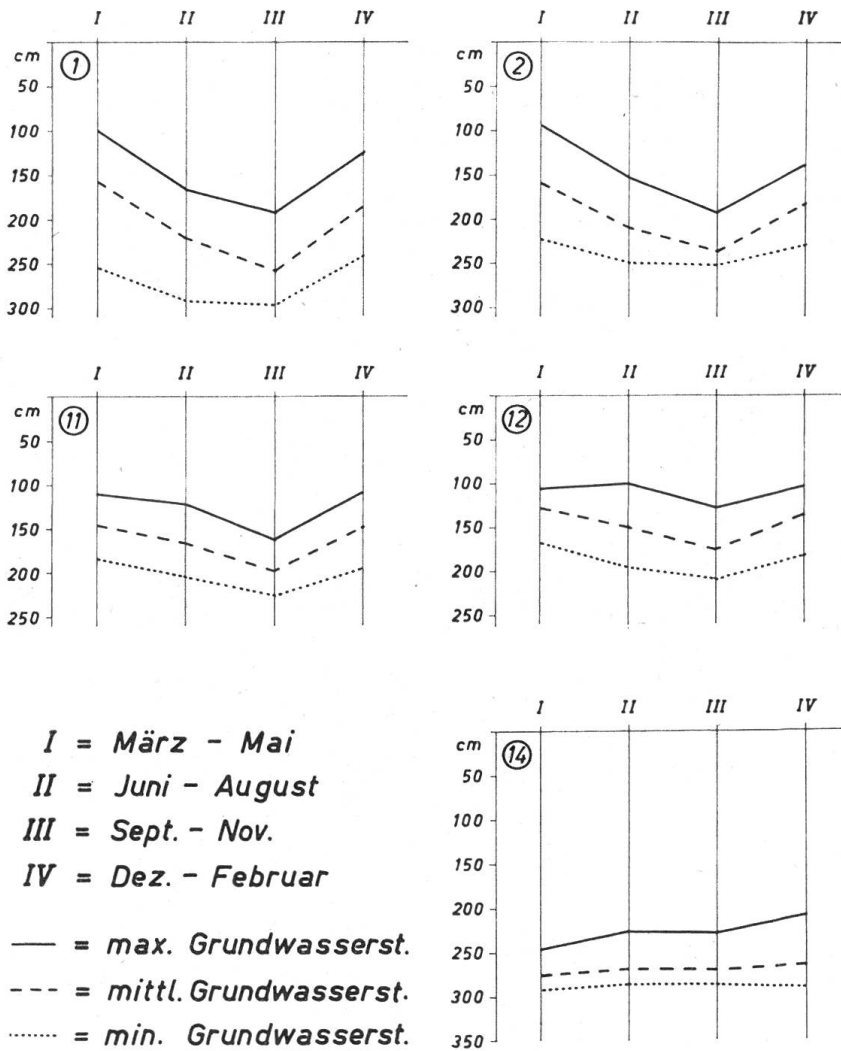 I II III IV
cm ①
50
100
150
200
250
300
I II III IV
cm ②
50
100
150
200
250
300
I II III IV
cm ⑪
50
100
150
200
250
I II III IV
cm ⑫
50
100
150
200
250
I = März - Mai
II = Juni - August
III = Sept. - Nov.
IV = Dez. - Februar
= max. Grundwasserst.
= mittl. Grundwasserst.
= min. Grundwasserst.
I II III IV
cm ⑭
50
100
150
200
250
300
350